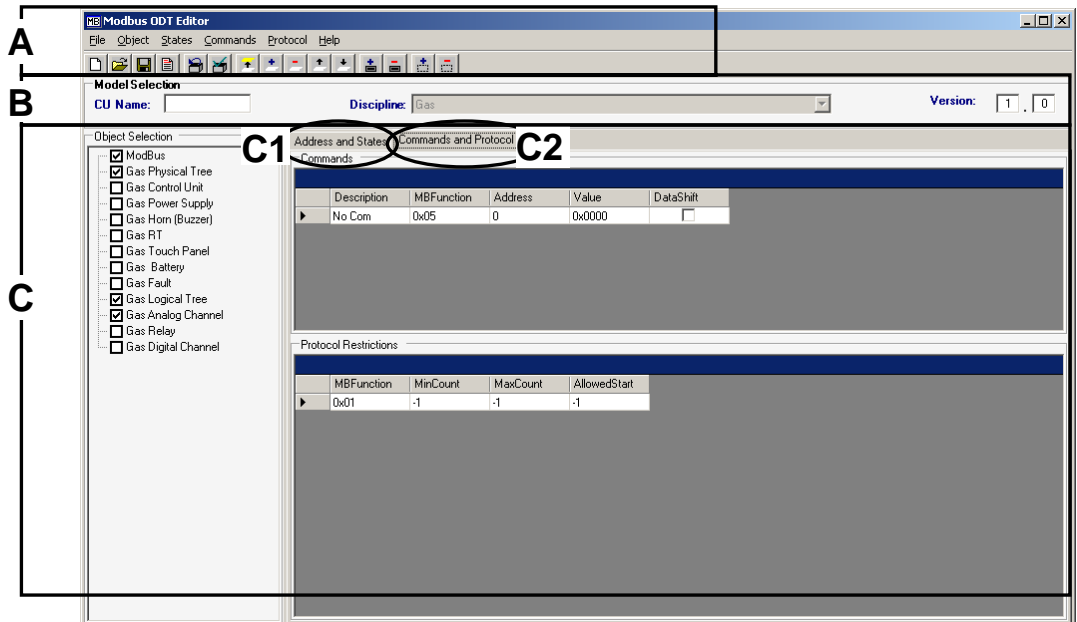 Modbus ODT Editor
File Object States Commands Protocol Help
A
Model Selection
B
CU Name: Discipline: Gas Version: 1 . 0
Object Selection
C1 Address and States Commands and Protocol C2
Commands
ModBus
Gas Physical Tree
Gas Control Unit
Gas Power Supply
Gas Horn (Buzzer)
Gas RT
Gas Touch Panel
Gas Battery
Gas Fault
Gas Logical Tree
Gas Analog Channel
Gas Relay
Gas Digital Channel
C
Description MBFunction Address Value DataShift
No Com 0x05 0 0x0000
Protocol Restrictions
MBFunction MinCount MaxCount AllowedStart
0x01 -1 -1 -1